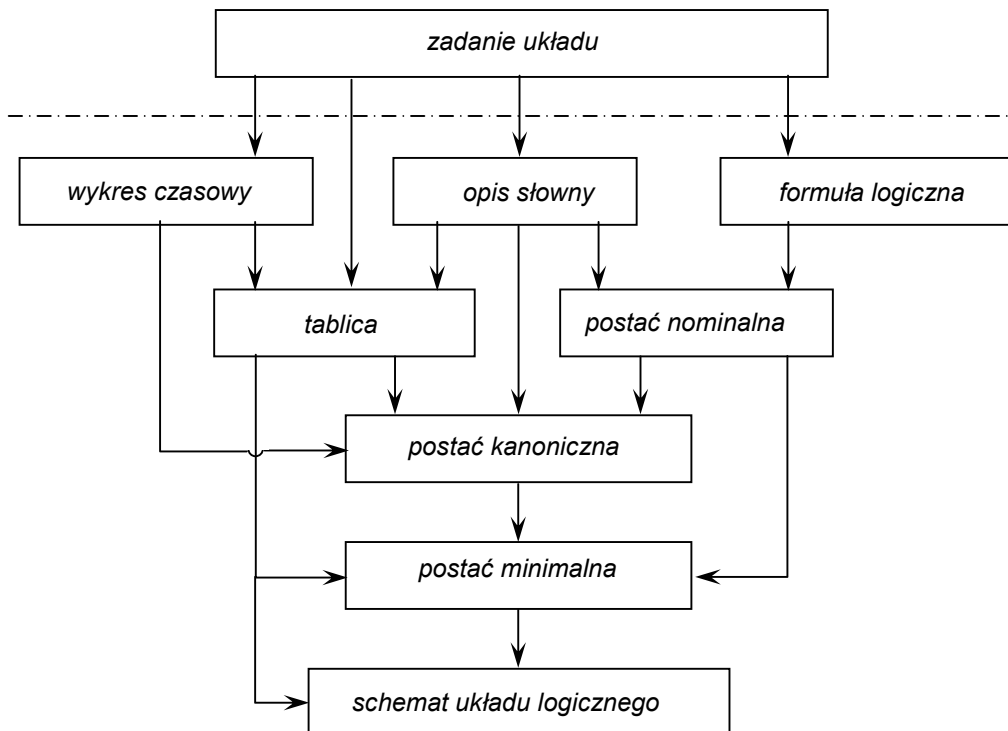 zadanie układu
wykres czasowy
opis słowny
formuła logiczna
tablica
postać nominalna
postać kanoniczna
postać minimalna
schemat układu logicznego